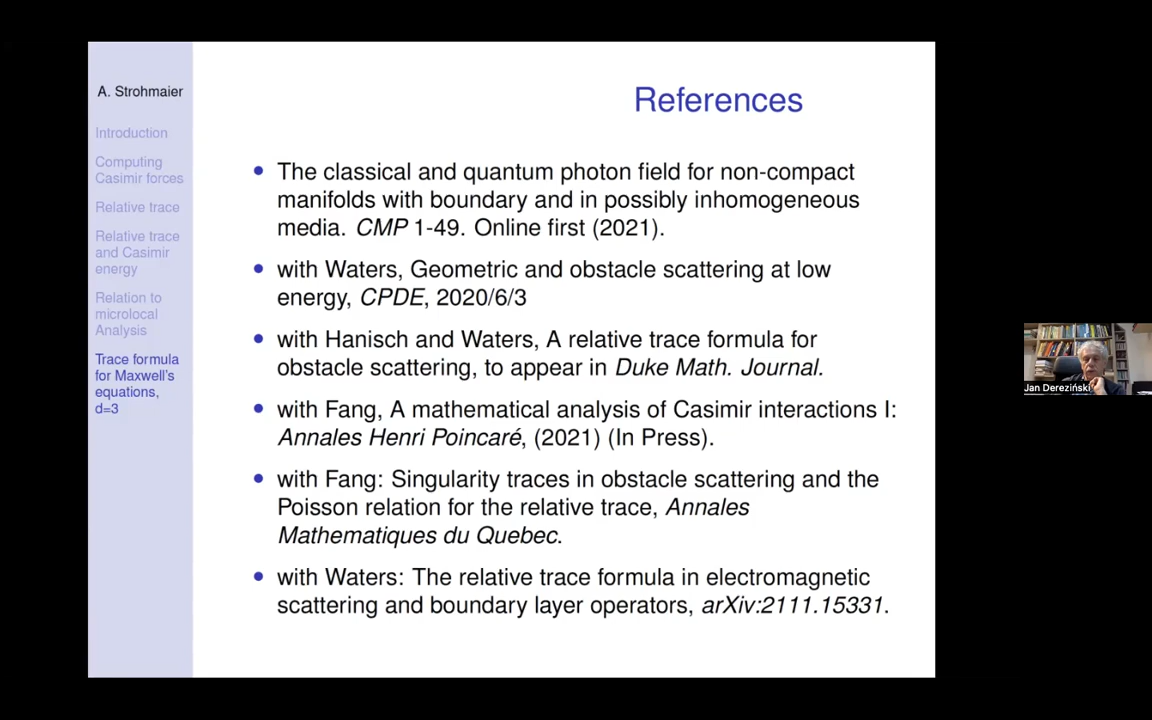 A. Strohmaier
Introduction
Computing
Casimir forces
Relative trace
Relative trace
and Casimir
energy
Relation to
microlocal
Analysis
Trace formula
for Maxwell's
equations,
d=3
References
• The classical and quantum photon field for non-compact
manifolds with boundary and in possibly inhomogeneous
media. CMP 1-49. Online first (2021).
• with Waters, Geometric and obstacle scattering at low
energy, CPDE, 2020/6/3
• with Hanisch and Waters, A relative trace formula for
obstacle scattering, to appear in Duke Math. Journal.
• with Fang, A mathematical analysis of Casimir interactions I:
Annales Henri Poincaré, (2021) (In Press).
• with Fang: Singularity traces in obstacle scattering and the
Poisson relation for the relative trace, Annales
Mathematiques du Quebec.
• with Waters: The relative trace formula in electromagnetic
scattering and boundary layer operators, arXiv:2111.15331.
Jan Dereziński